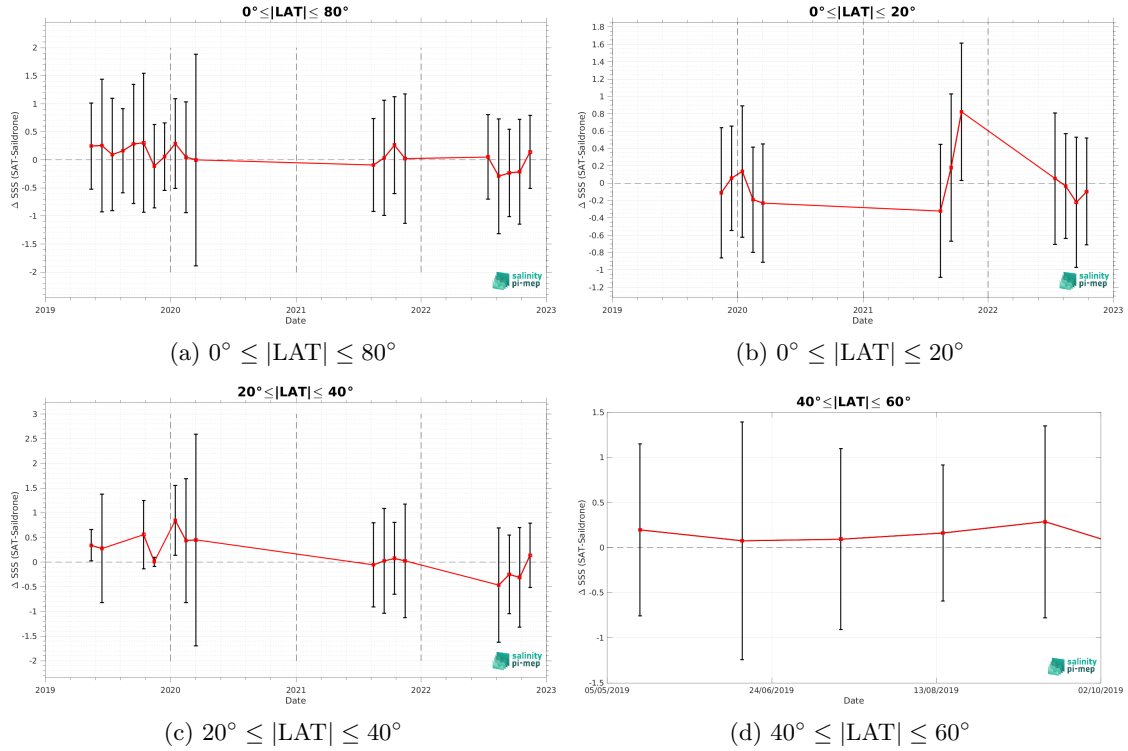 0°≤|LAT|≤ 80°
Δ SSS (SAT-Saildrone)
2
1.5
1
0.5
0
-0.5
-1
-1.5
-2
salinity
pi-mep
2019 2020 2021 2022 2023
Date
(a) 0° ≤ |LAT| ≤ 80°
0°≤|LAT|≤ 20°
Δ SSS (SAT-Saildrone)
1.8
1.6
1.4
1.2
1
0.8
0.6
0.4
0.2
0
-0.2
-0.4
-0.6
-0.8
-1
-1.2
salinity
pi-mep
2019 2020 2021 2022 2023
Date
(b) 0° ≤ |LAT| ≤ 20°
20°≤|LAT|≤ 40°
Δ SSS (SAT-Saildrone)
3
2.5
2
1.5
1
0.5
0
-0.5
-1
-1.5
-2
salinity
pi-mep
2019 2020 2021 2022 2023
Date
(c) 20° ≤ |LAT| ≤ 40°
40°≤|LAT|≤ 60°
Δ SSS (SAT-Saildrone)
1.5
1
0.5
0
-0.5
-1
-1.5
salinity
pi-mep
05/05/2019 24/06/2019 13/08/2019 02/10/2019
Date
(d) 40° ≤ |LAT| ≤ 60°